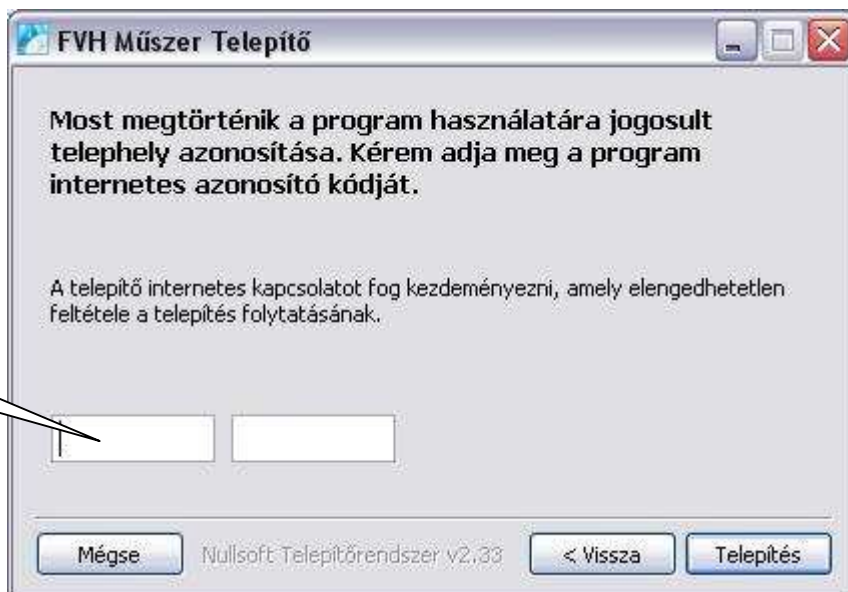 FVH Műszer Telepítő
Most megtörténik a program használatára jogosult
telephely azonosítása. Kérem adja meg a program
internetes azonosító kódját.
A telepítő internetes kapcsolatot fog kezdeményezni, amely elengedhetetlen
feltétele a telepítés folytatásának.
Mégse
Nullsoft Telepítőrendszer v2.33
< Vissza
Telepítés